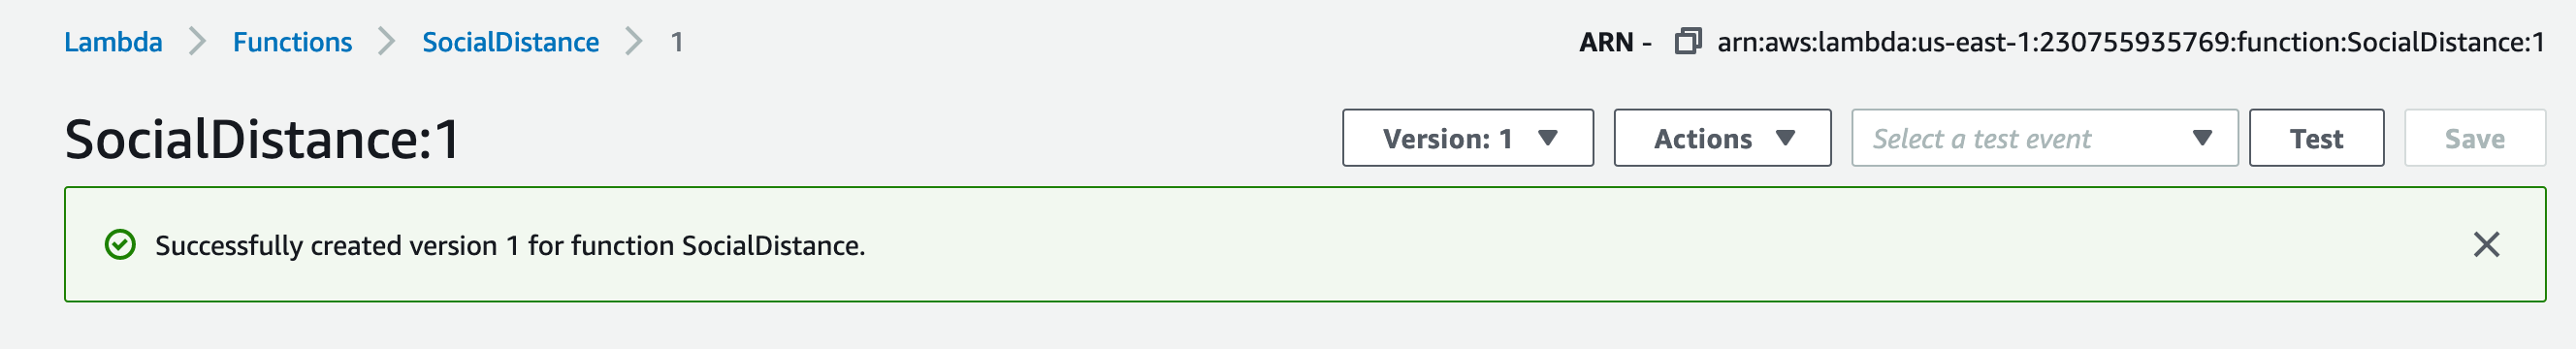 Lambda Functions SocialDistance 1 ARN - arn:aws:lambda:us-east-1:230755935769:function:SocialDistance:1
SocialDistance:1 Version: 1 Actions Select a test event Test Save
Successfully created version 1 for function SocialDistance.